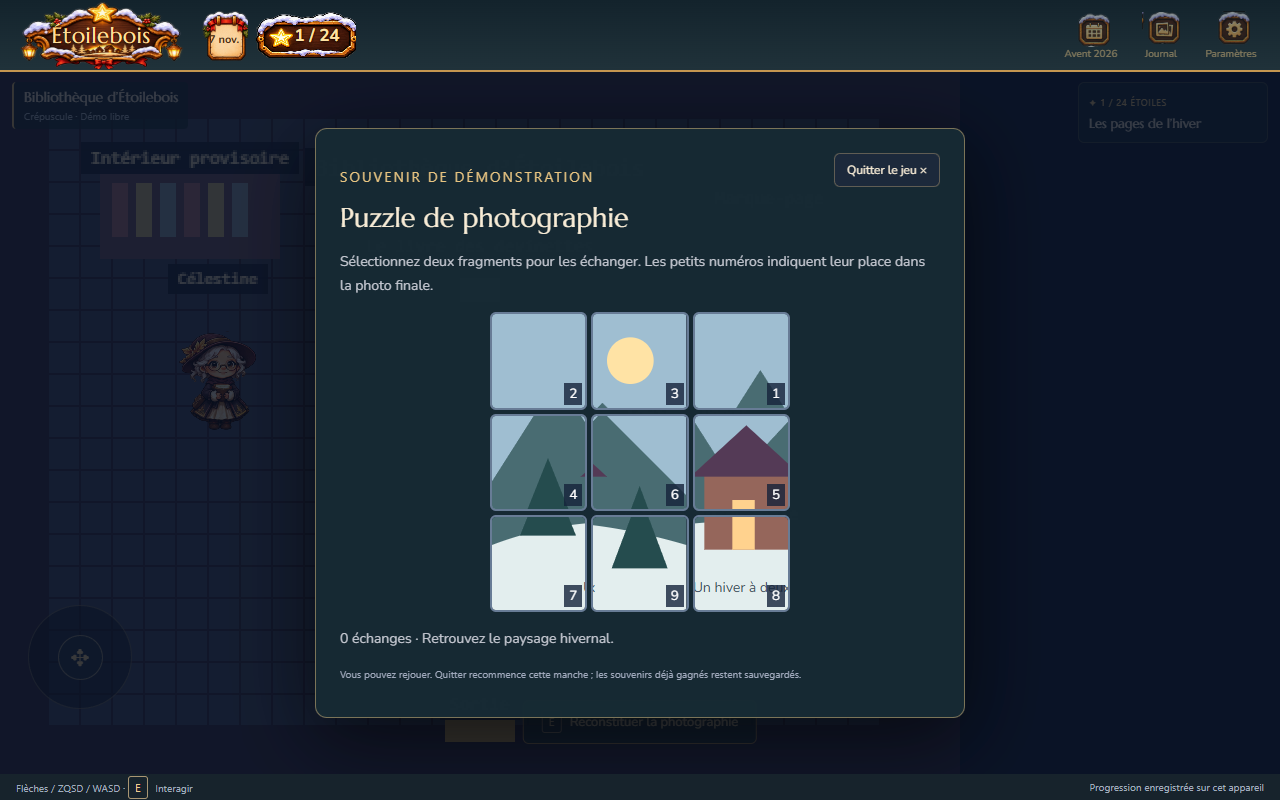 Étoilebois
7 nov.
1 / 24
Avent 2026
Journal
Paramètres
Bibliothèque d'Étoilebois
Crépuscule · Démo libre
✦ 1 / 24 ÉTOILES
Les pages de l'hiver
Intérieur provisoire
Célestine
SOUVENIR DE DÉMONSTRATION
Quitter le jeu ×
Puzzle de photographie
Sélectionnez deux fragments pour les échanger. Les petits numéros indiquent leur place dans
la photo finale.
2
3
1
4
6
5
7
9
Un hiver à deux
8
0 échanges · Retrouvez le paysage hivernal.
Vous pouvez rejouer. Quitter recommence cette manche ; les souvenirs déjà gagnés restent sauvegardés.
E Reconstituer la photographie
Flèches / ZQSD / WASD · E Interagir
Progression enregistrée sur cet appareil